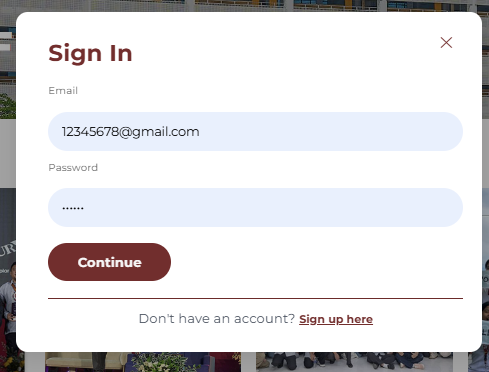 Sign In
Email
12345678@gmail.com
Password
••••••
Continue
Don't have an account? Sign up here